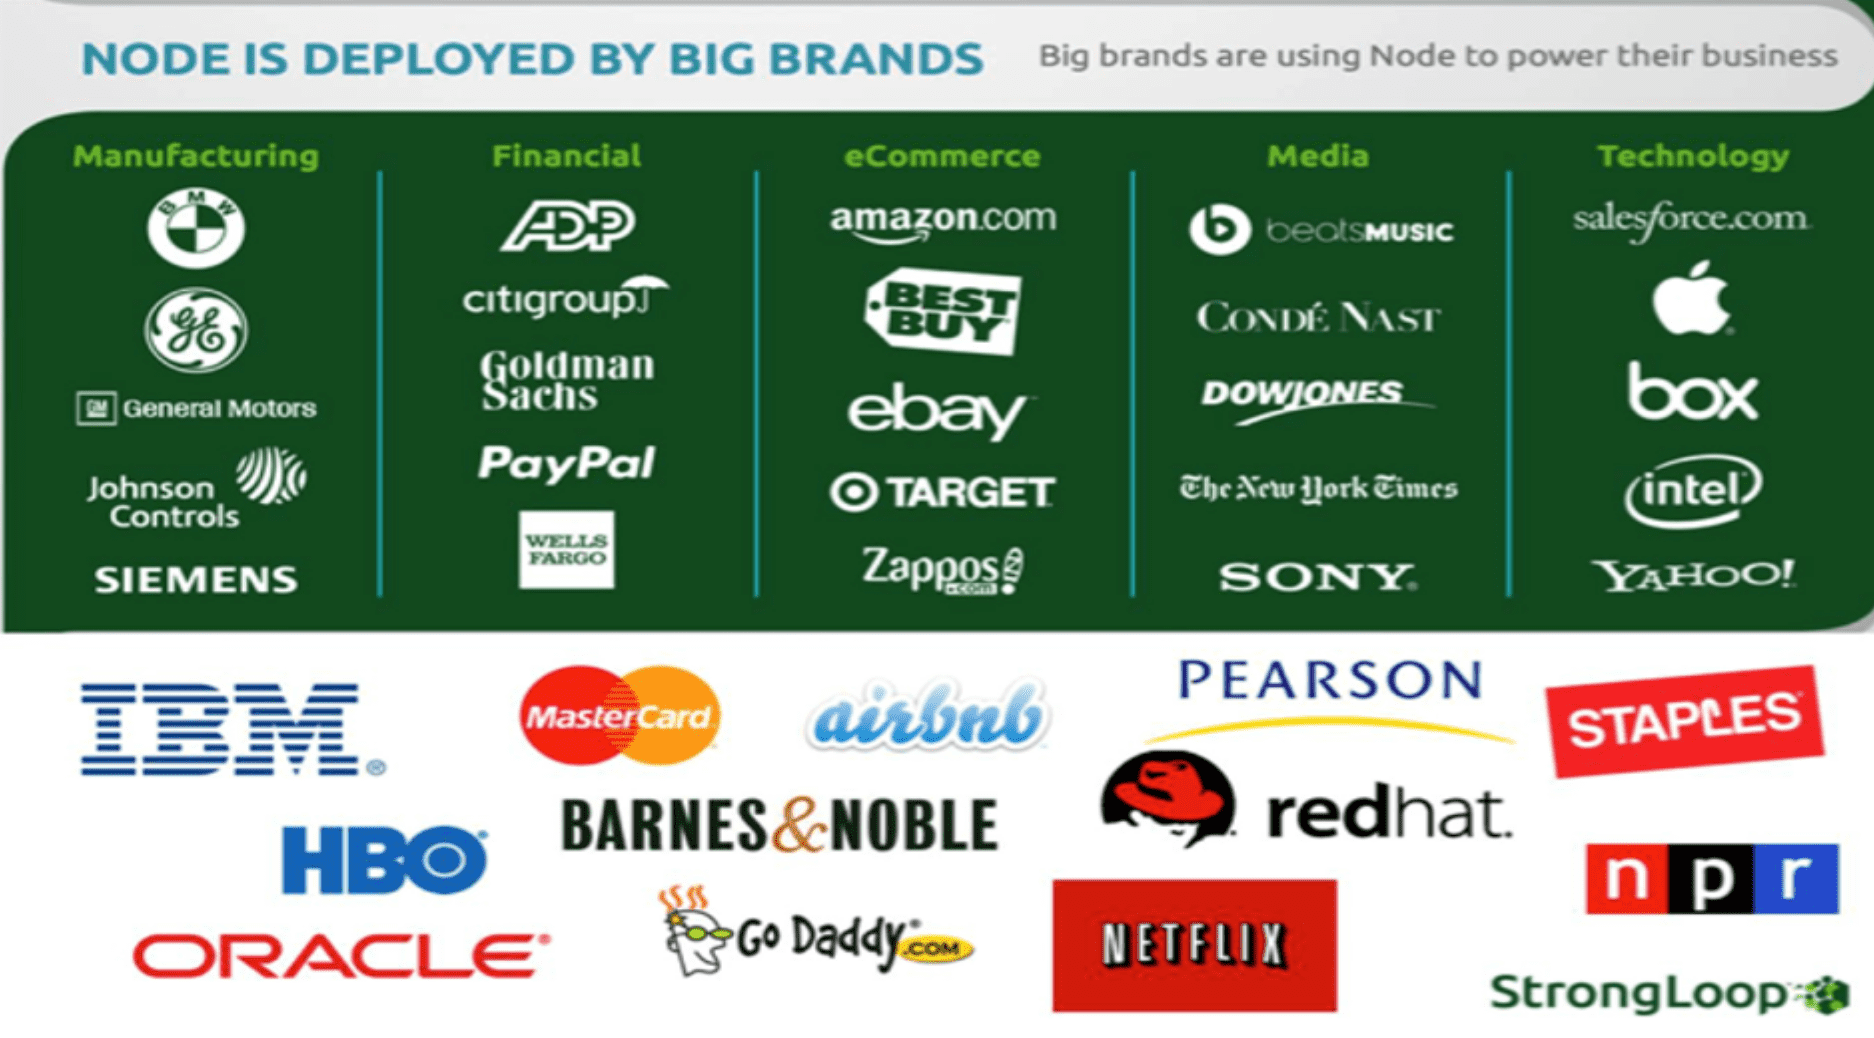 NODE IS DEPLOYED BY BIG BRANDS
Big brands are using Node to power their business
Manufacturing
BMW
GE
GM General Motors
Johnson
Controls
SIEMENS
Financial
ADP
citigroup
Goldman
Sachs
PayPal
WELLS
FARGO
eCommerce
amazon.com
BEST
BUY
ebay
TARGET
Zappos
.com
Media
b beatsMUSIC
CONDÉ NAST
DOWJONES
The New York Times
SONY
Technology
salesforce.com
box
intel
YAHOO!
IBM®
MasterCard
airbnb
PEARSON
STAPLES
HBO
BARNES&NOBLE
redhat.
npr
ORACLE®
Go Daddy .COM
NETFLIX
StrongLoop